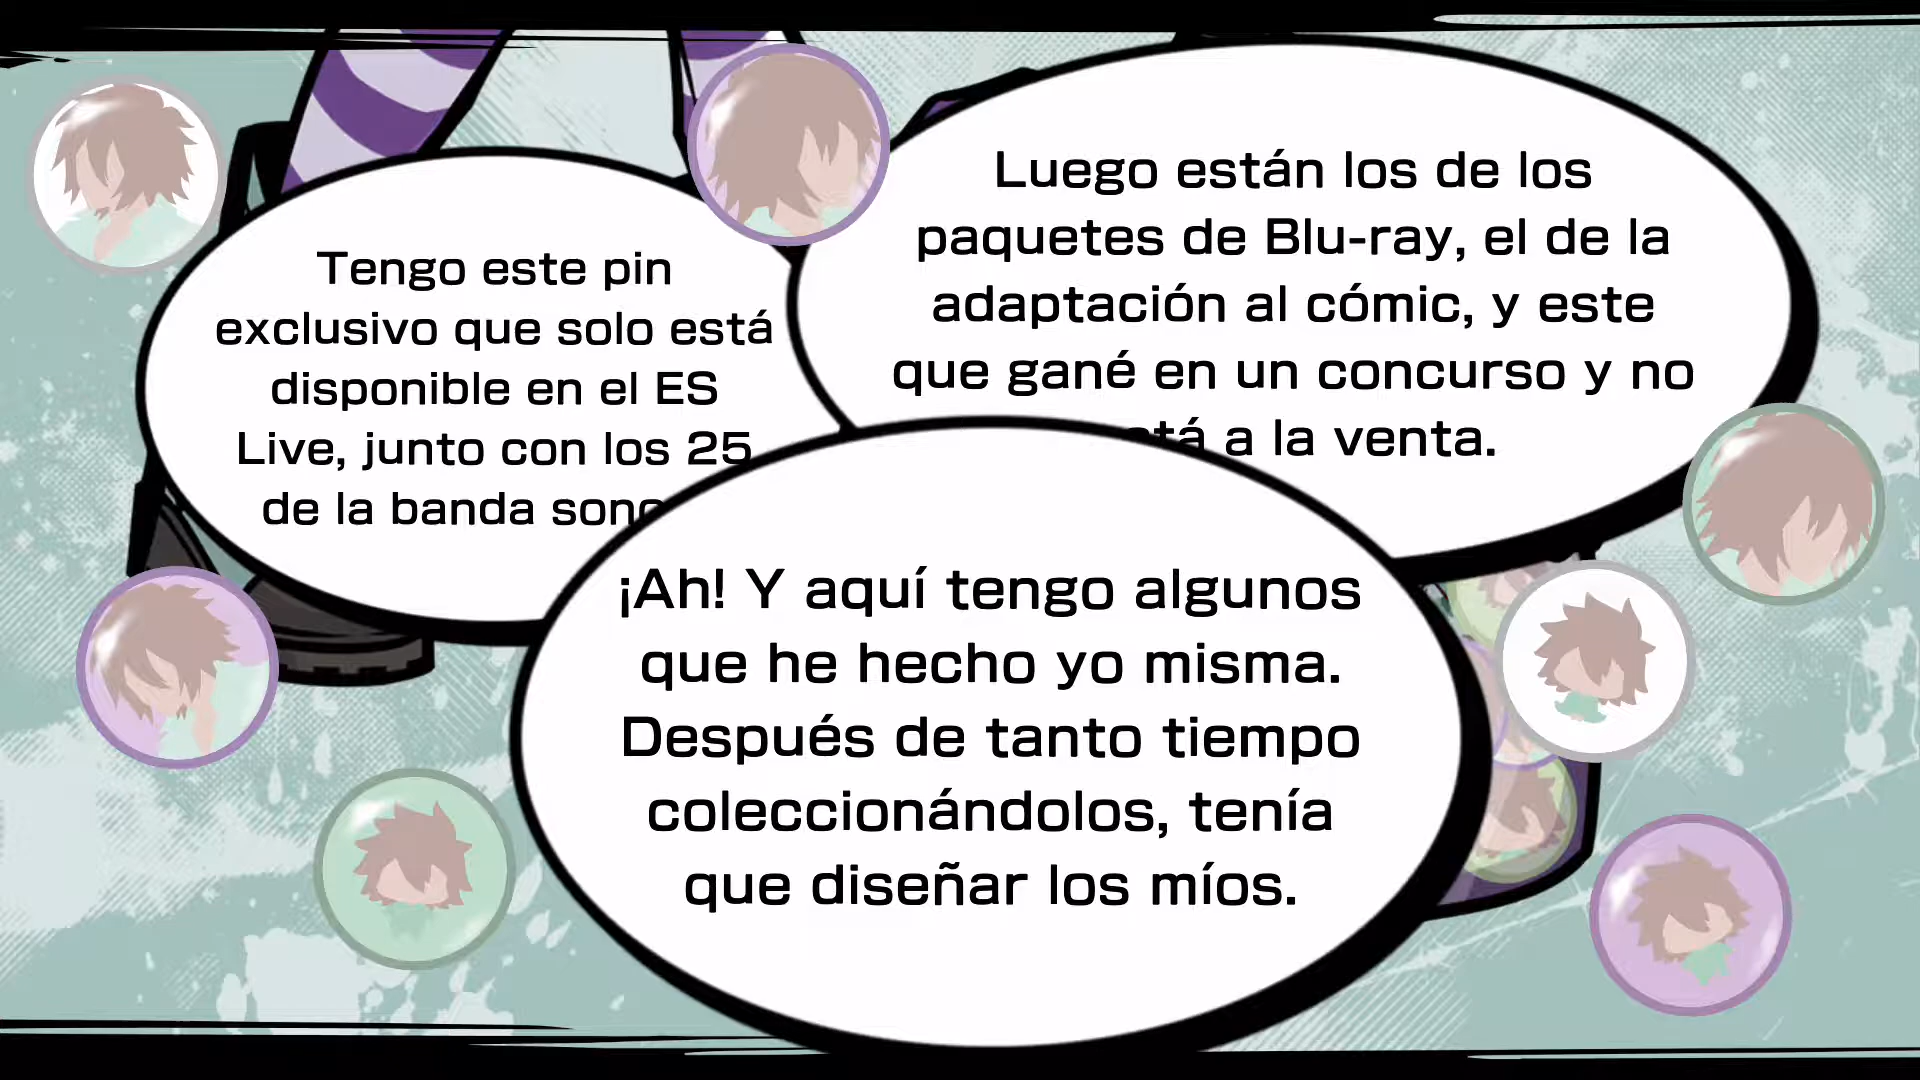 Tengo este pin
exclusivo que solo está
disponible en el ES
Live, junto con los 25
de la banda
Luego están los de los
paquetes de Blu-ray, el de la
adaptación al cómic, y este
que gané en un concurso y no
a la venta.
¡Ah! Y aquí tengo algunos
que he hecho yo misma.
Después de tanto tiempo
coleccionándolos, tenía
que diseñar los míos.